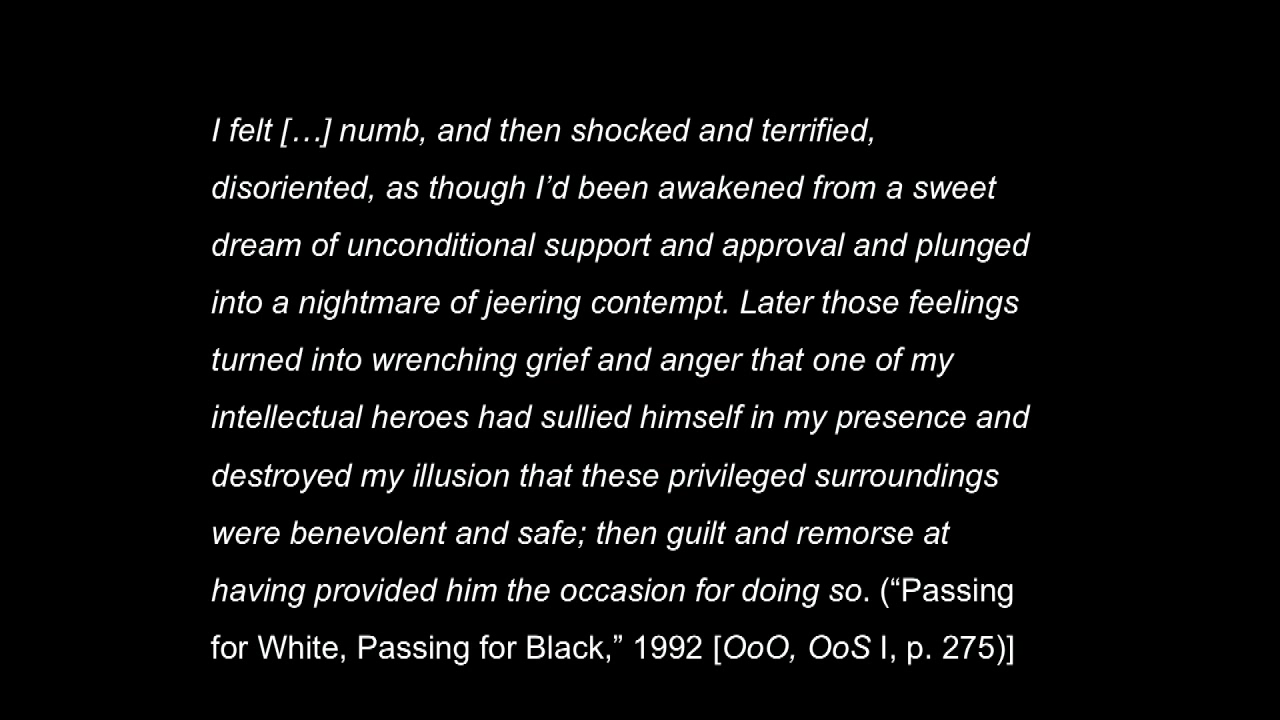 I felt […] numb, and then shocked and terrified,
disoriented, as though I’d been awakened from a sweet
dream of unconditional support and approval and plunged
into a nightmare of jeering contempt. Later those feelings
turned into wrenching grief and anger that one of my
intellectual heroes had sullied himself in my presence and
destroyed my illusion that these privileged surroundings
were benevolent and safe; then guilt and remorse at
having provided him the occasion for doing so. (“Passing
for White, Passing for Black,” 1992 [OoO, OoS I, p. 275)]